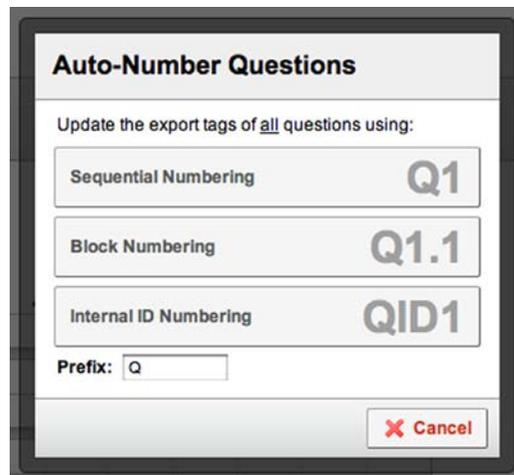 Auto-Number Questions
Update the export tags of all questions using:
Sequential Numbering Q1
Block Numbering Q1.1
Internal ID Numbering QID1
Prefix: Q
Cancel